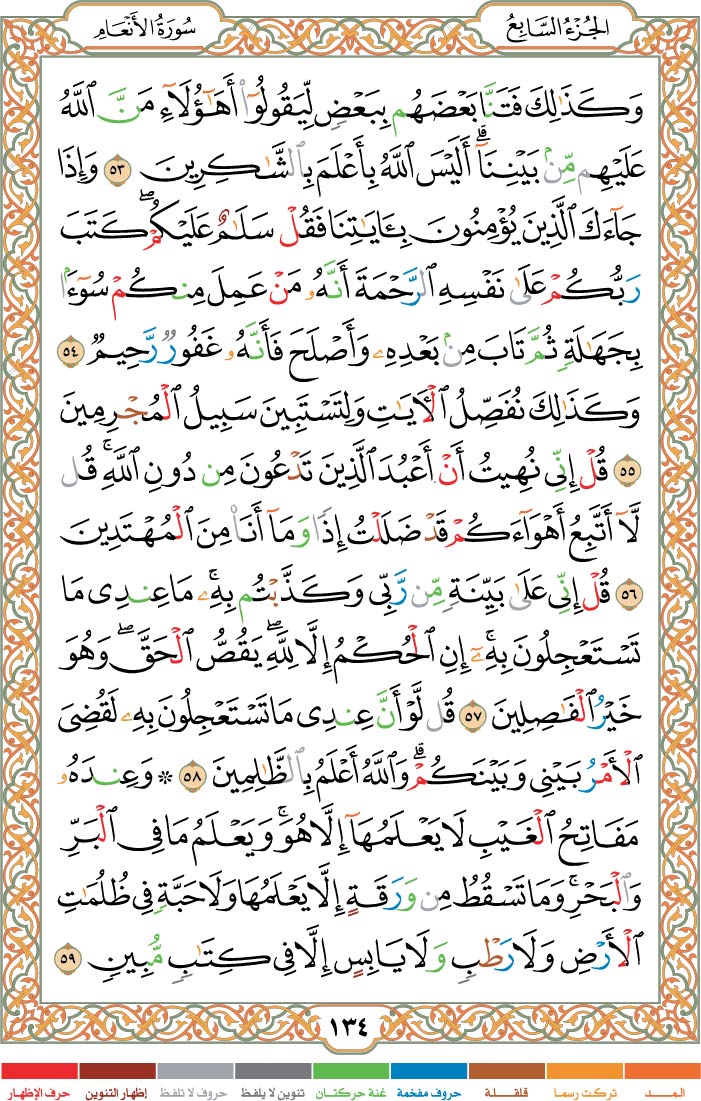 الجُزْءُ السَّابِعُ
سُورَةُ الأَنْعَامِ
وَكَذَٰلِكَ فَتَنَّا بَعْضَهُم بِبَعْضٍ لِّيَقُولُوٓا۟ أَهَـٰٓؤُلَآءِ مَنَّ ٱللَّهُ
عَلَيْهِم مِّنۢ بَيْنِنَآ ۗ أَلَيْسَ ٱللَّهُ بِأَعْلَمَ بِٱلشَّـٰكِرِينَ ٥٣ وَإِذَا
جَآءَكَ ٱلَّذِينَ يُؤْمِنُونَ بِـَٔايَـٰتِنَا فَقُلْ سَلَـٰمٌ عَلَيْكُمْ ۖ كَتَبَ
رَبُّكُمْ عَلَىٰ نَفْسِهِ ٱلرَّحْمَةَ ۖ أَنَّهُۥ مَنْ عَمِلَ مِنكُمْ سُوٓءًۢا
بِجَهَـٰلَةٍ ثُمَّ تَابَ مِنۢ بَعْدِهِۦ وَأَصْلَحَ فَأَنَّهُۥ غَفُورٌ رَّحِيمٌ ٥٤
وَكَذَٰلِكَ نُفَصِّلُ ٱلْـَٔايَـٰتِ وَلِتَسْتَبِينَ سَبِيلُ ٱلْمُجْرِمِينَ
٥٥ قُلْ إِنِّى نُهِيتُ أَنْ أَعْبُدَ ٱلَّذِينَ تَدْعُونَ مِن دُونِ ٱللَّهِ ۚ قُل
لَّآ أَتَّبِعُ أَهْوَآءَكُمْ ۙ قَدْ ضَلَلْتُ إِذًا وَمَآ أَنَا۠ مِنَ ٱلْمُهْتَدِينَ
٥٦ قُلْ إِنِّى عَلَىٰ بَيِّنَةٍ مِّن رَّبِّى وَكَذَّبْتُم بِهِۦ ۚ مَا عِندِى مَا
تَسْتَعْجِلُونَ بِهِۦٓ ۚ إِنِ ٱلْحُكْمُ إِلَّا لِلَّهِ ۖ يَقُصُّ ٱلْحَقَّ ۖ وَهُوَ
خَيْرُ ٱلْفَـٰصِلِينَ ٥٧ قُل لَّوْ أَنَّ عِندِى مَا تَسْتَعْجِلُونَ بِهِۦ لَقُضِىَ
ٱلْأَمْرُ بَيْنِى وَبَيْنَكُمْ ۗ وَٱللَّهُ أَعْلَمُ بِٱلظَّـٰلِمِينَ ٥٨ ۞ وَعِندَهُۥ
مَفَاتِحُ ٱلْغَيْبِ لَا يَعْلَمُهَآ إِلَّا هُوَ ۚ وَيَعْلَمُ مَا فِى ٱلْبَرِّ
وَٱلْبَحْرِ ۚ وَمَا تَسْقُطُ مِن وَرَقَةٍ إِلَّا يَعْلَمُهَا وَلَا حَبَّةٍ فِى ظُلُمَـٰتِ
ٱلْأَرْضِ وَلَا رَطْبٍ وَلَا يَابِسٍ إِلَّا فِى كِتَـٰبٍ مُّبِينٍ ٥٩
١٣٤
المـــد تركت رسما قلقـــلة حروف مفخمة غنة حركتان تنوين لا يلفظ حروف لا تلفظ إظهار التنوين حرف الإظهار